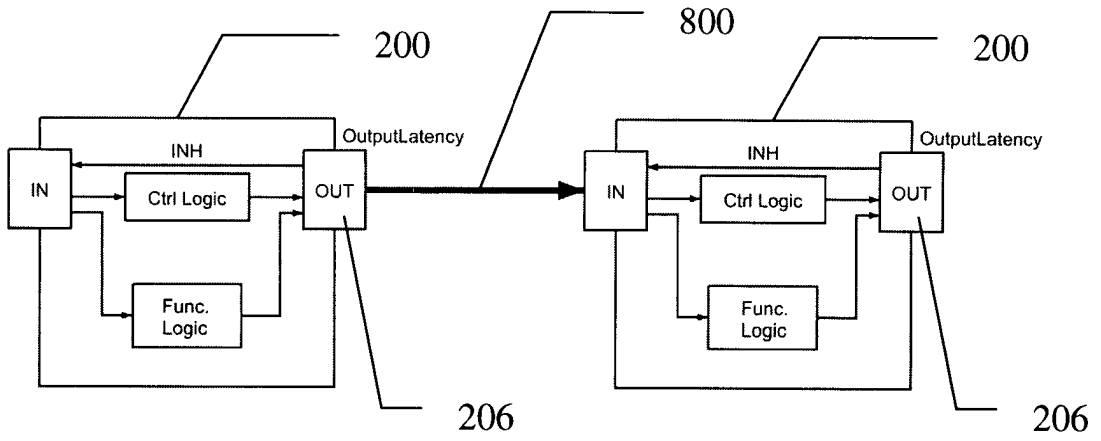 800
200
200
OutputLatency
OutputLatency
INH
INH
IN
Ctrl Logic
OUT
IN
Ctrl Logic
OUT
Func.
Logic
Func.
Logic
206
206